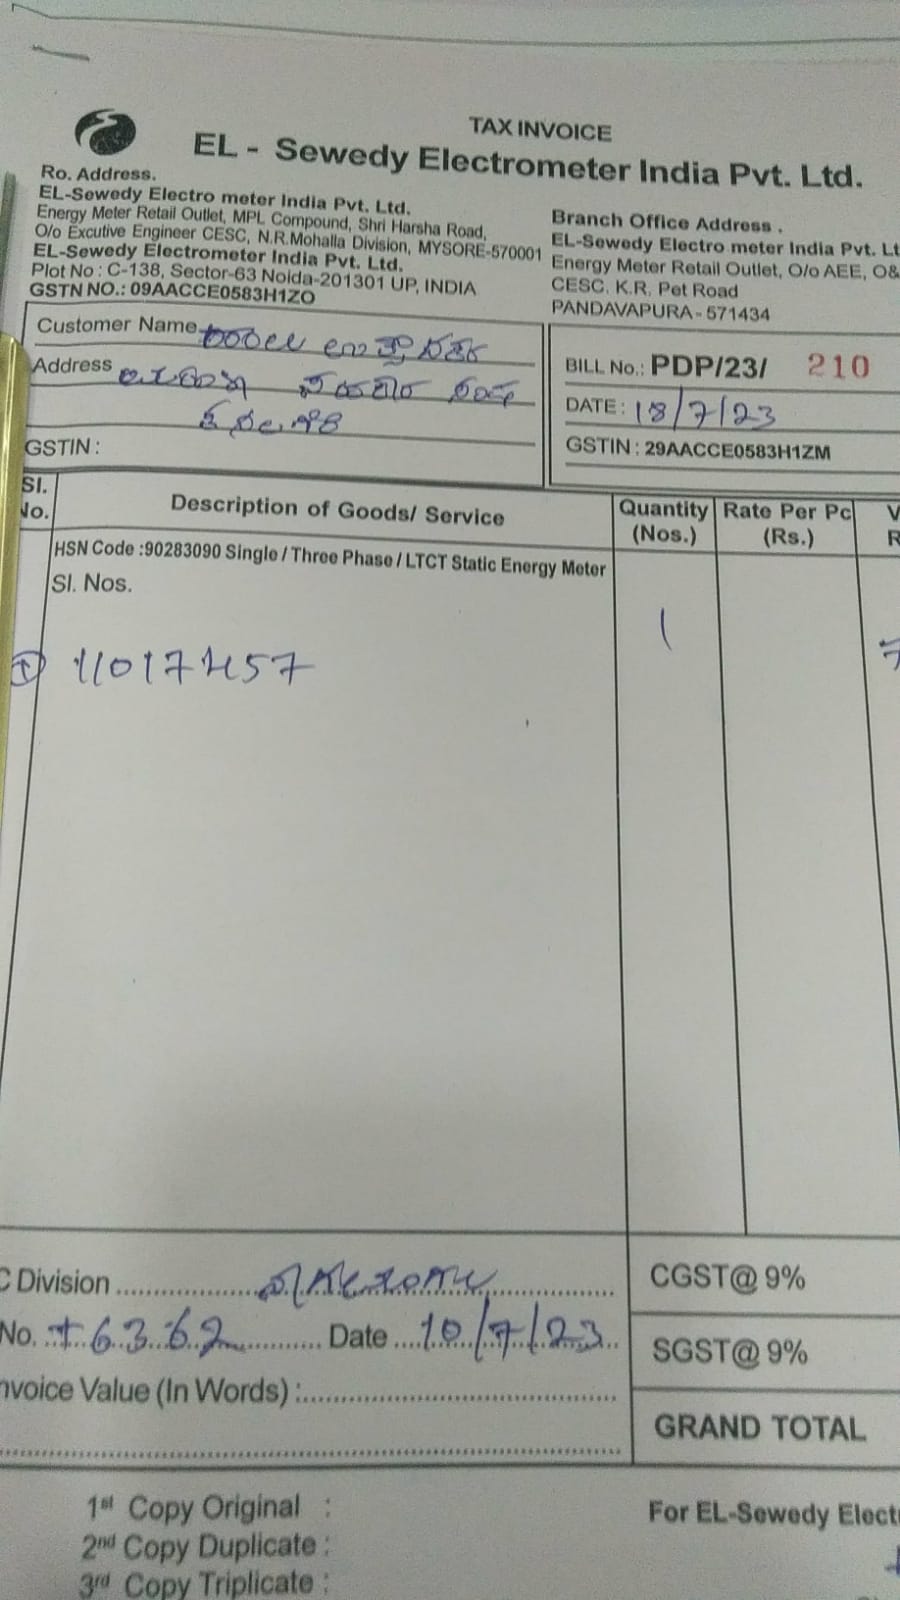 TAX INVOICE
EL - Sewedy Electrometer India Pvt. Ltd.
Ro. Address.
EL-Sewedy Electro meter India Pvt. Ltd.
Energy Meter Retail Outlet, MPL Compound, Shri Harsha Road,
O/o Excutive Engineer CESC, N.R.Mohalla Division, MYSORE-570001
EL-Sewedy Electrometer India Pvt. Ltd.
Plot No : C-138, Sector-63 Noida-201301 UP, INDIA
GSTN NO.: 09AACCE0583H1ZO
Branch Office Address .
EL-Sewedy Electro meter India Pvt. Lt
Energy Meter Retail Outlet, O/o AEE, O&
CESC, K.R. Pet Road
PANDAVAPURA - 571434
Customer Name
Address
GSTIN :
BILL No.: PDP/23/ 210
DATE : 18/7/23
GSTIN : 29AACCE0583H1ZM
Sl. No.
Description of Goods/ Service
Quantity (Nos.)
Rate Per Pc (Rs.)
HSN Code :90283090 Single / Three Phase / LTCT Static Energy Meter
Sl. Nos.
① 11017457 1
C Division
No. Date 10/7/23
nvoice Value (In Words) :
CGST@ 9%
SGST@ 9%
GRAND TOTAL
1st Copy Original :
2nd Copy Duplicate :
3rd Copy Triplicate :
For EL-Sewedy Elect